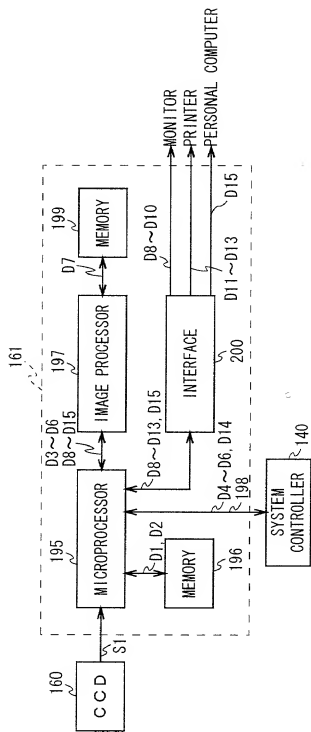 161
160
CCD
S1
195
MICROPROCESSOR
D3~D6
D8~D15
197
IMAGE PROCESSOR
D7
199
MEMORY
D1, D2
MEMORY
196
D8~D13, D15
D4~D6, D14
198
SYSTEM
CONTROLLER
140
INTERFACE
200
D8~D10
D11~D13
D15
MONITOR
PRINTER
PERSONAL COMPUTER